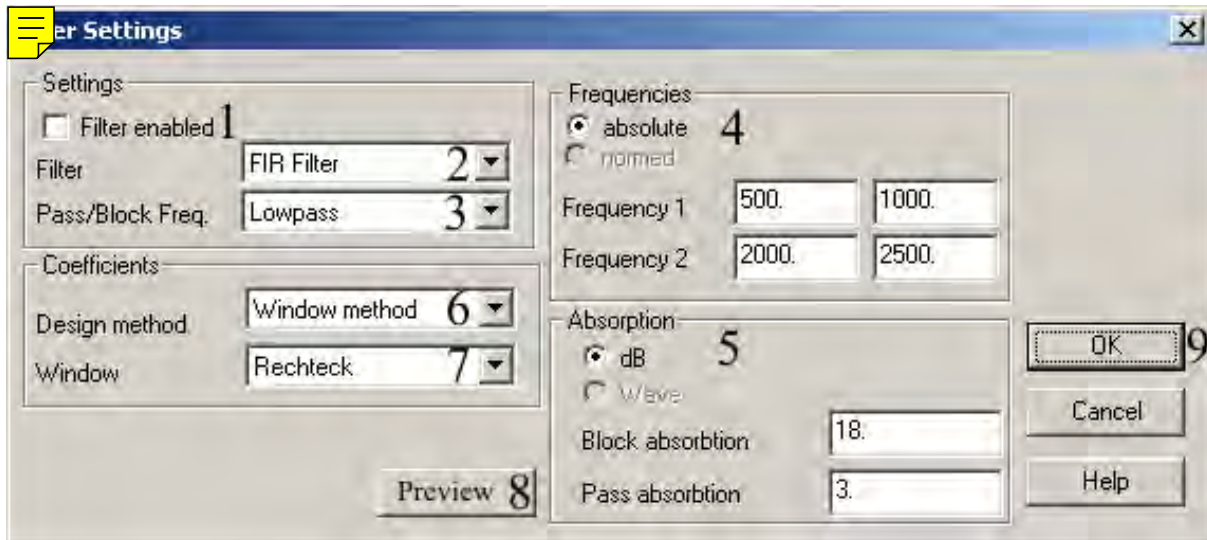 er Settings
Settings
Filter enabled 1
Filter FIR Filter 2
Pass/Block Freq. Lowpass 3
Coefficients
Design method Window method 6
Window Rechteck 7
Preview 8
Frequencies
absolute 4
normed
Frequency 1 500. 1000.
Frequency 2 2000. 2500.
Absorption
dB 5
Wave
Block absorbtion 18.
Pass absorbtion 3.
OK 9
Cancel
Help